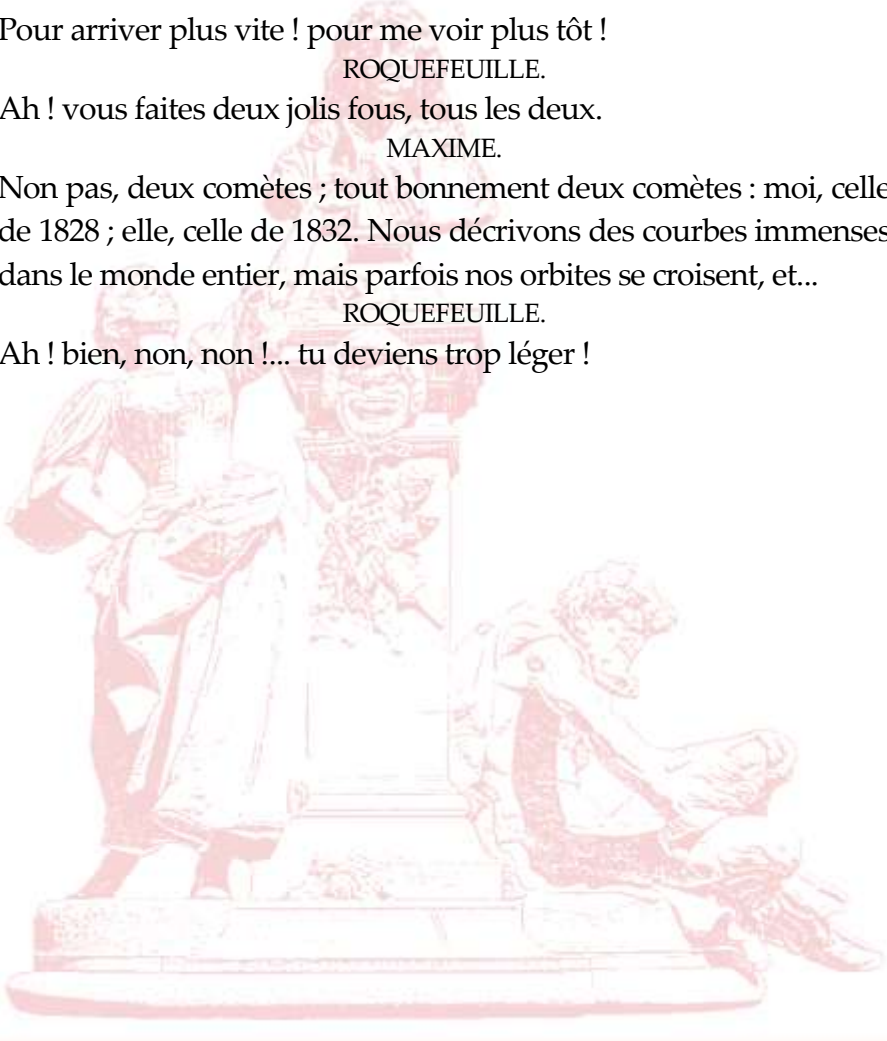 Pour arriver plus vite ! pour me voir plus tôt !
ROQUEFEUILLE.
Ah ! vous faites deux jolis fous, tous les deux.
MAXIME.
Non pas, deux comètes ; tout bonnement deux comètes : moi, celle
de 1828 ; elle, celle de 1832. Nous décrivons des courbes immenses
dans le monde entier, mais parfois nos orbites se croisent, et...
ROQUEFEUILLE.
Ah ! bien, non, non !... tu deviens trop léger !